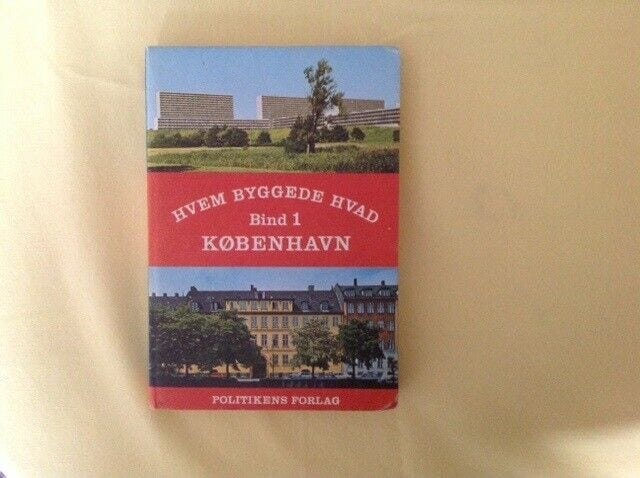 HVEM BYGGEDE HVAD
Bind 1
KØBENHAVN
POLITIKENS FORLAG